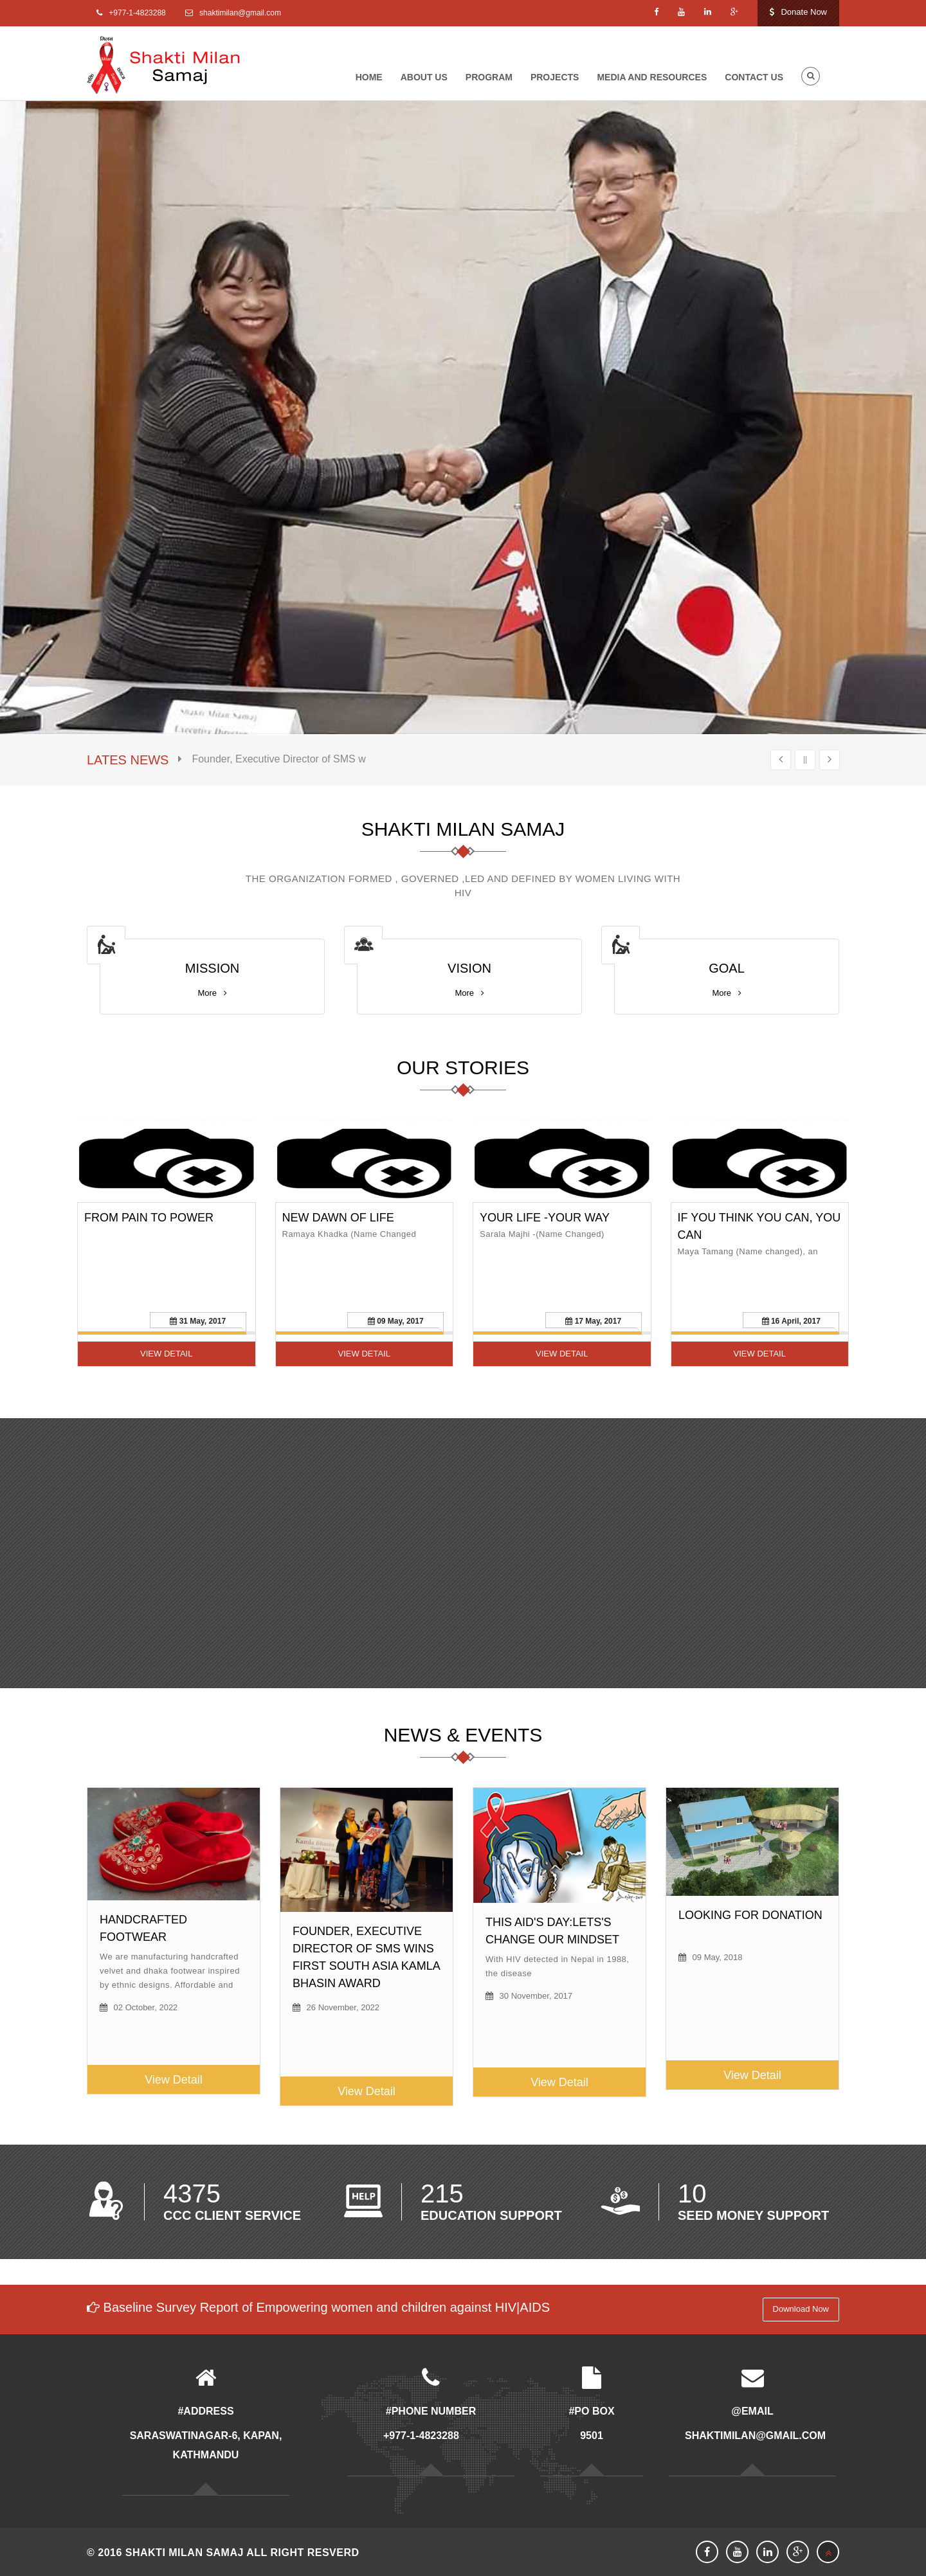 +977-1-4823288 shaktimilan@gmail.com Donate Now
Shakti Milan
Samaj
HOME ABOUT US PROGRAM PROJECTS MEDIA AND RESOURCES CONTACT US
Shakti Milan Samaj
Executive Director
LATES NEWS Founder, Executive Director of SMS w
SHAKTI MILAN SAMAJ
THE ORGANIZATION FORMED , GOVERNED ,LED AND DEFINED BY WOMEN LIVING WITH
HIV
MISSION
More
VISION
More
GOAL
More
OUR STORIES
FROM PAIN TO POWER
31 May, 2017
VIEW DETAIL
NEW DAWN OF LIFE
Ramaya Khadka (Name Changed
09 May, 2017
VIEW DETAIL
YOUR LIFE -YOUR WAY
Sarala Majhi -(Name Changed)
17 May, 2017
VIEW DETAIL
IF YOU THINK YOU CAN, YOU
CAN
Maya Tamang (Name changed), an
16 April, 2017
VIEW DETAIL
NEWS & EVENTS
HANDCRAFTED
FOOTWEAR
We are manufacturing handcrafted
velvet and dhaka footwear inspired
by ethnic designs. Affordable and
02 October, 2022
View Detail
FOUNDER, EXECUTIVE
DIRECTOR OF SMS WINS
FIRST SOUTH ASIA KAMLA
BHASIN AWARD
26 November, 2022
View Detail
THIS AID'S DAY:LETS'S
CHANGE OUR MINDSET
With HIV detected in Nepal in 1988,
the disease
30 November, 2017
View Detail
LOOKING FOR DONATION
09 May, 2018
View Detail
4375
CCC CLIENT SERVICE
HELP
215
EDUCATION SUPPORT
10
SEED MONEY SUPPORT
Baseline Survey Report of Empowering women and children against HIV|AIDS
Download Now
#ADDRESS
SARASWATINAGAR-6, KAPAN,
KATHMANDU
#PHONE NUMBER
+977-1-4823288
#PO BOX
9501
@EMAIL
SHAKTIMILAN@GMAIL.COM
© 2016 SHAKTI MILAN SAMAJ ALL RIGHT RESVERD